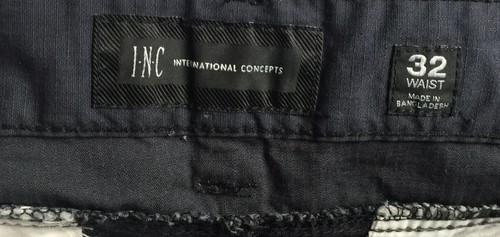 I·N·C INTERNATIONAL CONCEPTS
32
WAIST
MADE IN
BANGLADESH